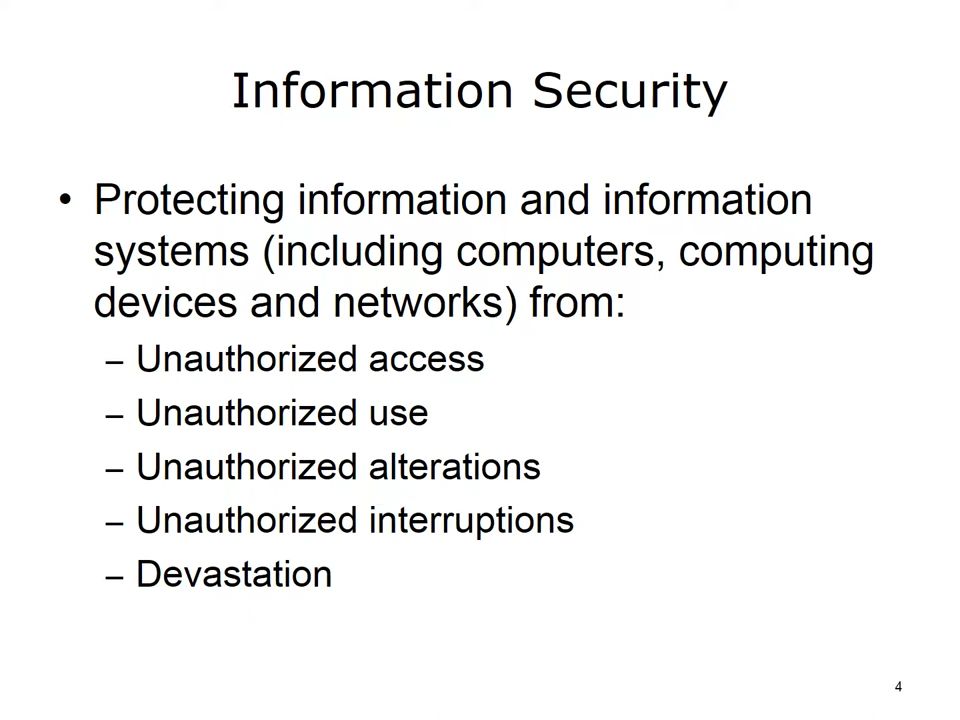 Information Security
• Protecting information and information
systems (including computers, computing
devices and networks) from:
– Unauthorized access
– Unauthorized use
– Unauthorized alterations
– Unauthorized interruptions
– Devastation
4